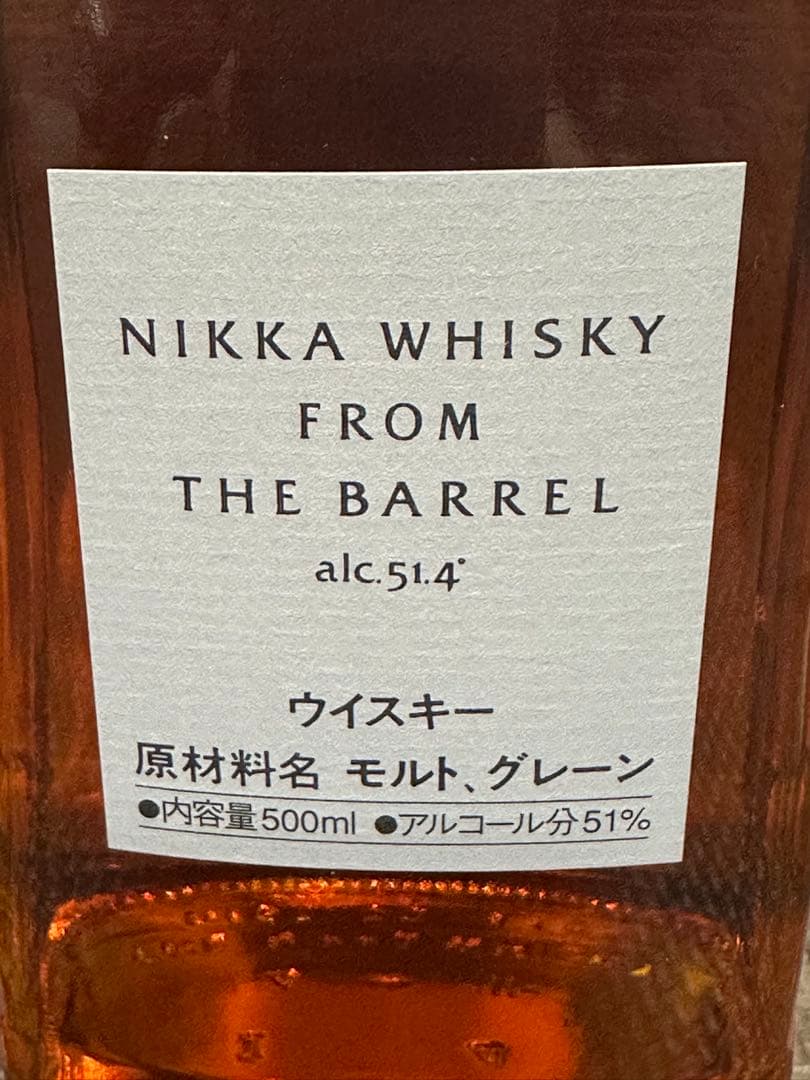 NIKKA WHISKY
FROM
THE BARREL
alc.51.4°
ウイスキー
原材料名 モルト、グレーン
●内容量500ml ●アルコール分51%